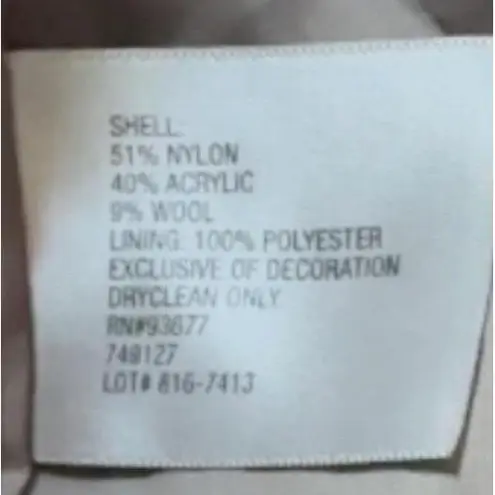 SHELL:
51% NYLON
40% ACRYLIC
9% WOOL
LINING: 100% POLYESTER
EXCLUSIVE OF DECORATION
DRYCLEAN ONLY
RN#93677
749127
LOT# 816-7413